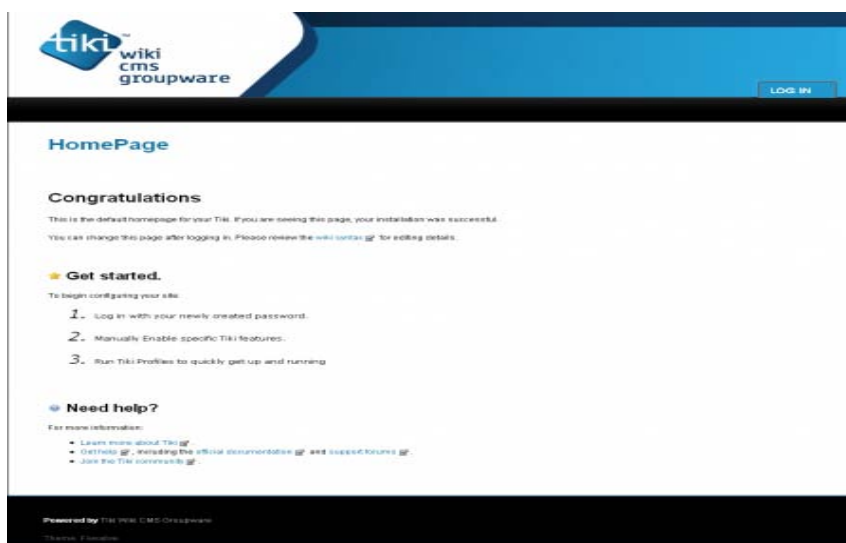 tiki™
wiki
cms
groupware
LOG IN
HomePage
Congratulations
This is the default homepage for your Tiki. If you are seeing this page, your installation was successful.
You can change this page after logging in. Please review the wiki syntax for editing details.
Get started.
To begin configuring your site:
1. Log in with your newly created password.
2. Manually Enable specific Tiki features.
3. Run Tiki Profiles to quickly get up and running
Need help?
For more information:
• Learn more about Tiki .
• Get help , including the official documentation and support forums .
• Join the Tiki community .
Powered by Tiki Wiki CMS Groupware
Theme: Fivealive